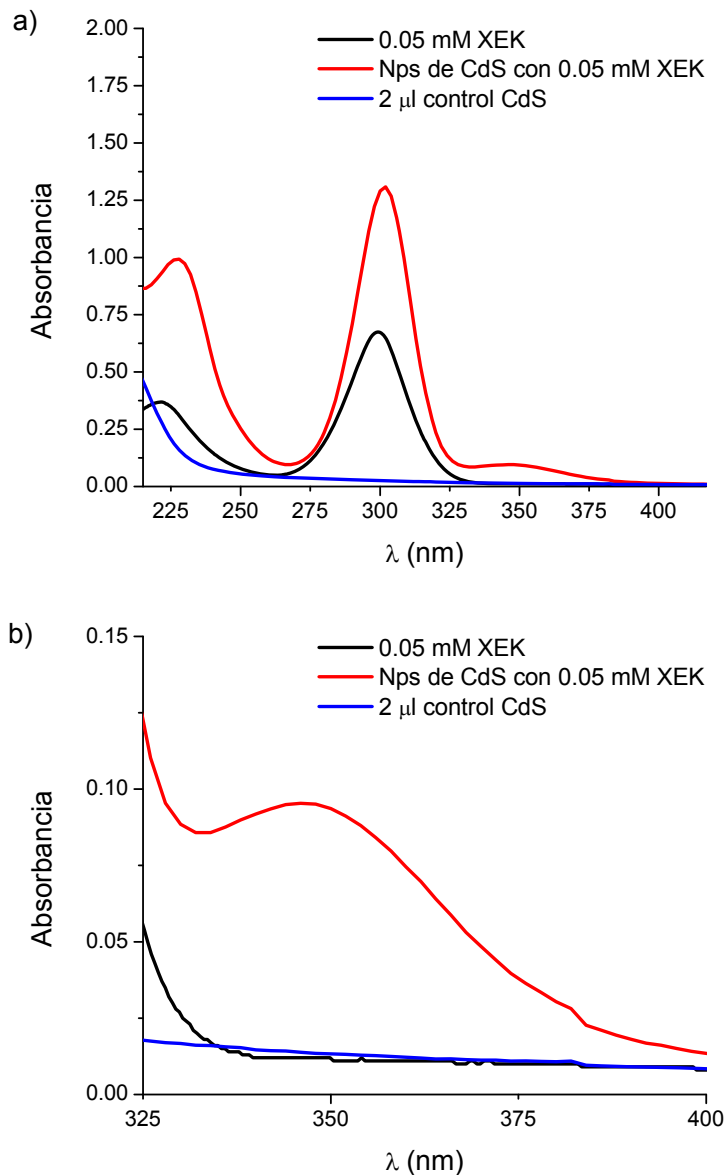 a)
2.00
1.75
1.50
1.25
1.00
0.75
0.50
0.25
0.00
Absorbancia
0.05 mM XEK
Nps de CdS con 0.05 mM XEK
2 μl control CdS
225 250 275 300 325 350 375 400
λ (nm)
b)
0.15
0.10
0.05
0.00
Absorbancia
0.05 mM XEK
Nps de CdS con 0.05 mM XEK
2 μl control CdS
325 350 375 400
λ (nm)